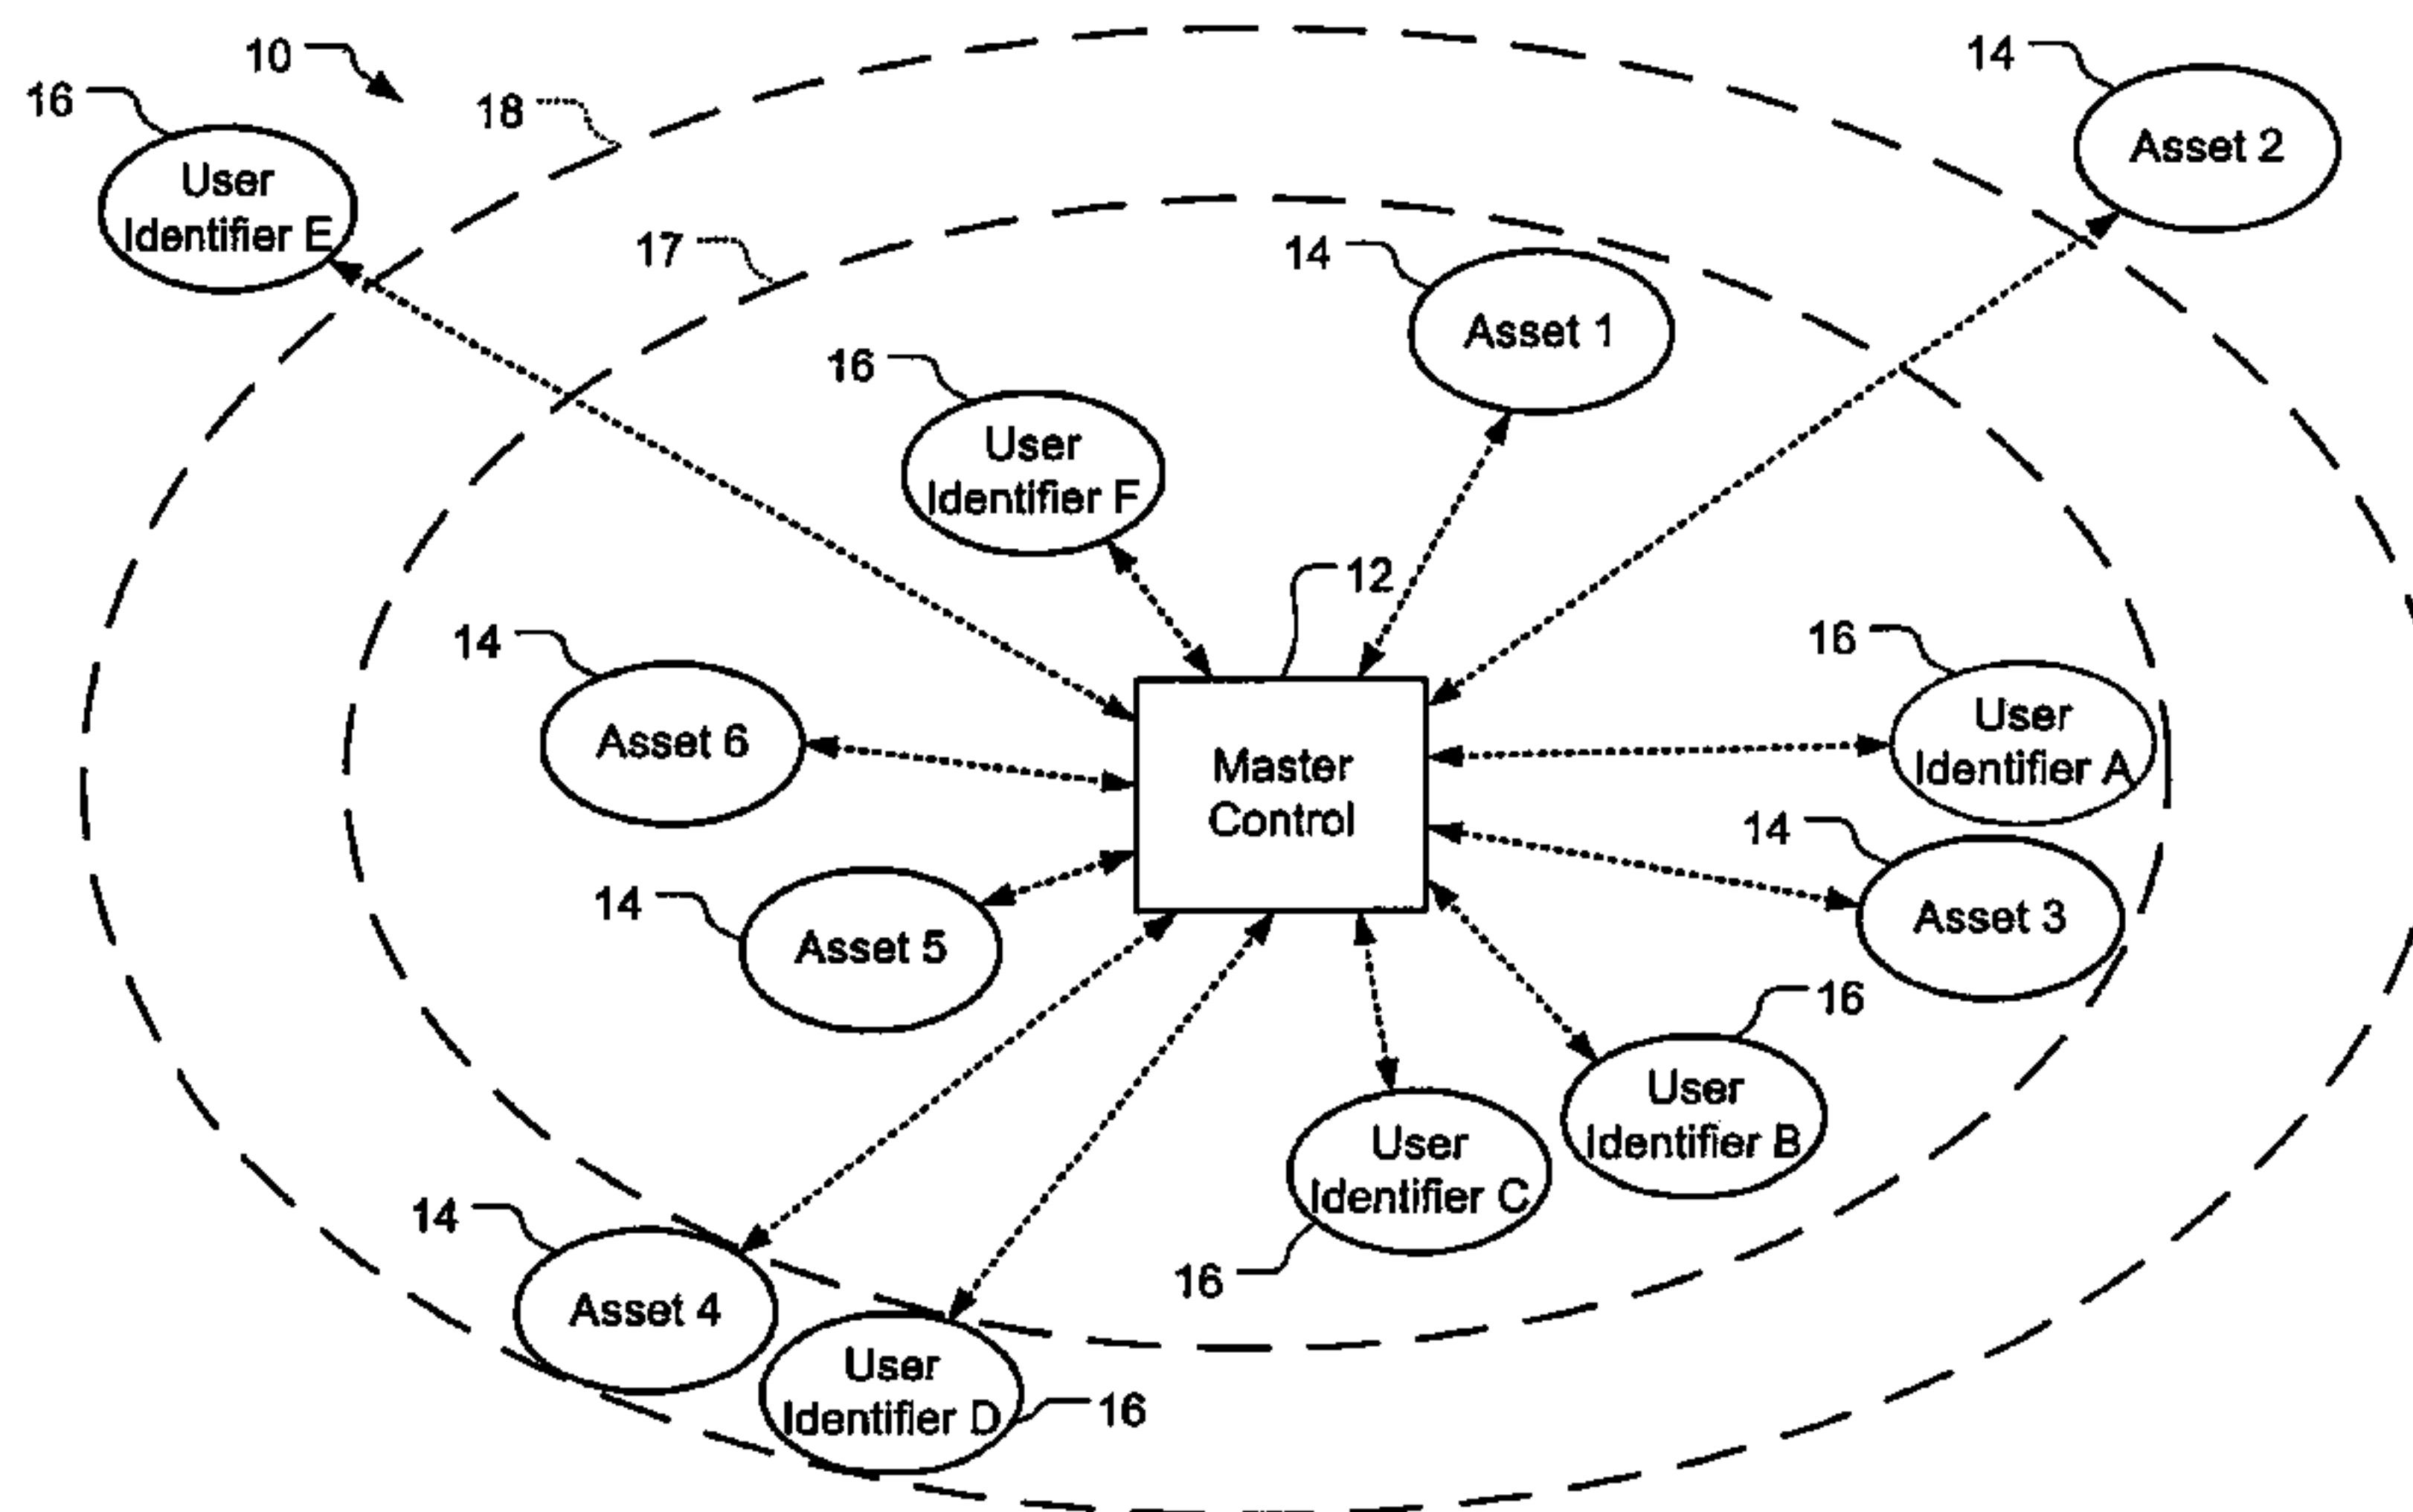 10
14
16
18
Asset 2
User
Identifier E
17
14
Asset 1
16
User
Identifier F
12
14
16
Asset 6
User
Identifier A
Master
Control
14
14
Asset 3
Asset 5
16
User
Identifier B
User
Identifier C
14
16
Asset 4
User
Identifier D
16